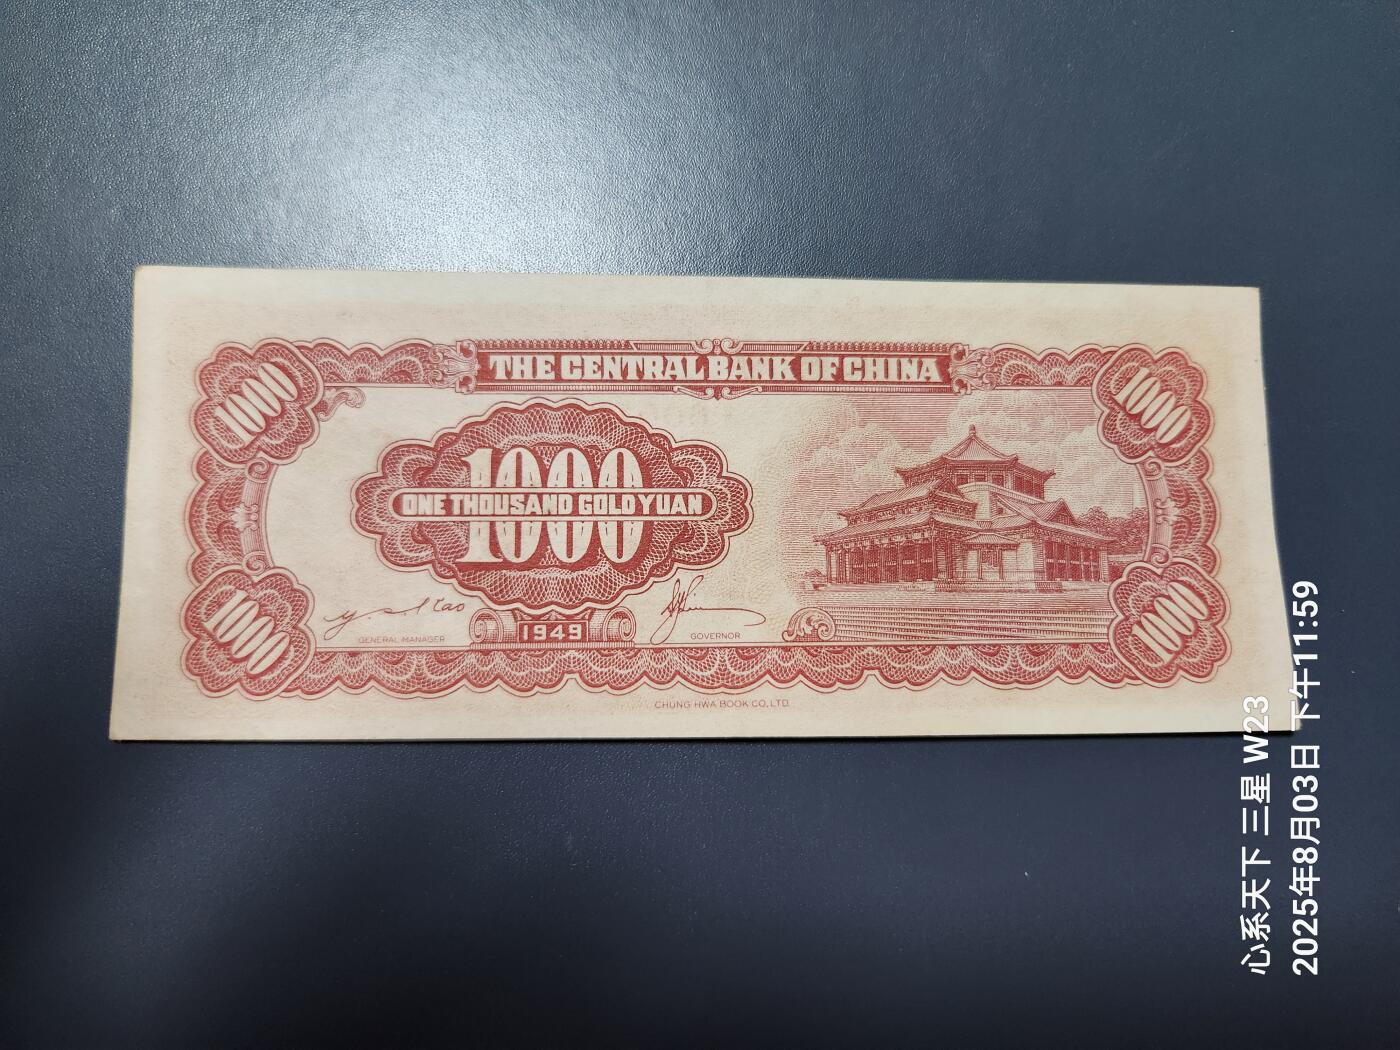 THE CENTRAL BANK OF CHINA
1000
1000
1000
ONE THOUSAND GOLD YUAN
1000
1000
GENERAL MANAGER
1949
GOVERNOR
CHUNG HWA BOOK CO, LTD.
心系天下 三星 W23
2025年8月03日 下午11:59